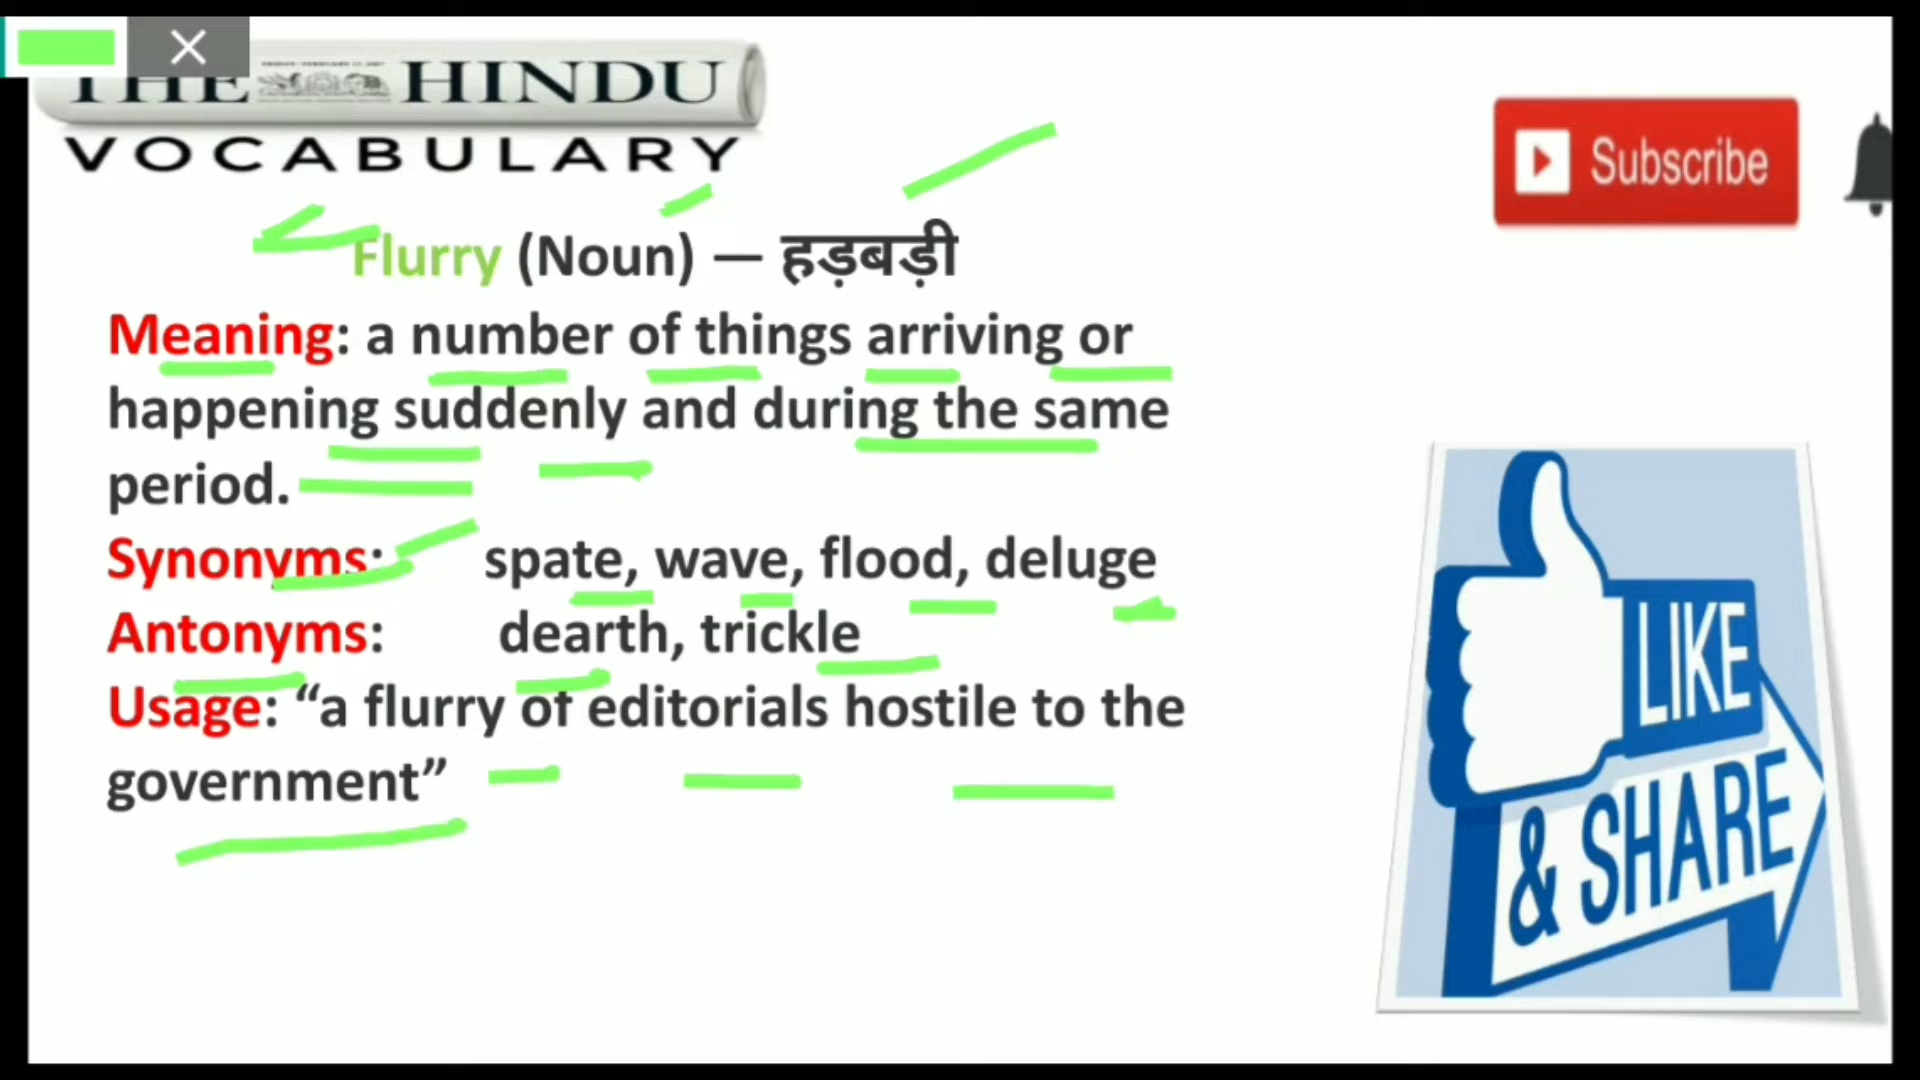 THE HINDU
VOCABULARY
Subscribe
Flurry (Noun) — हड़बड़ी
Meaning: a number of things arriving or
happening suddenly and during the same
period.
Synonyms: spate, wave, flood, deluge
Antonyms: dearth, trickle
Usage: “a flurry of editorials hostile to the
government”
LIKE
& SHARE